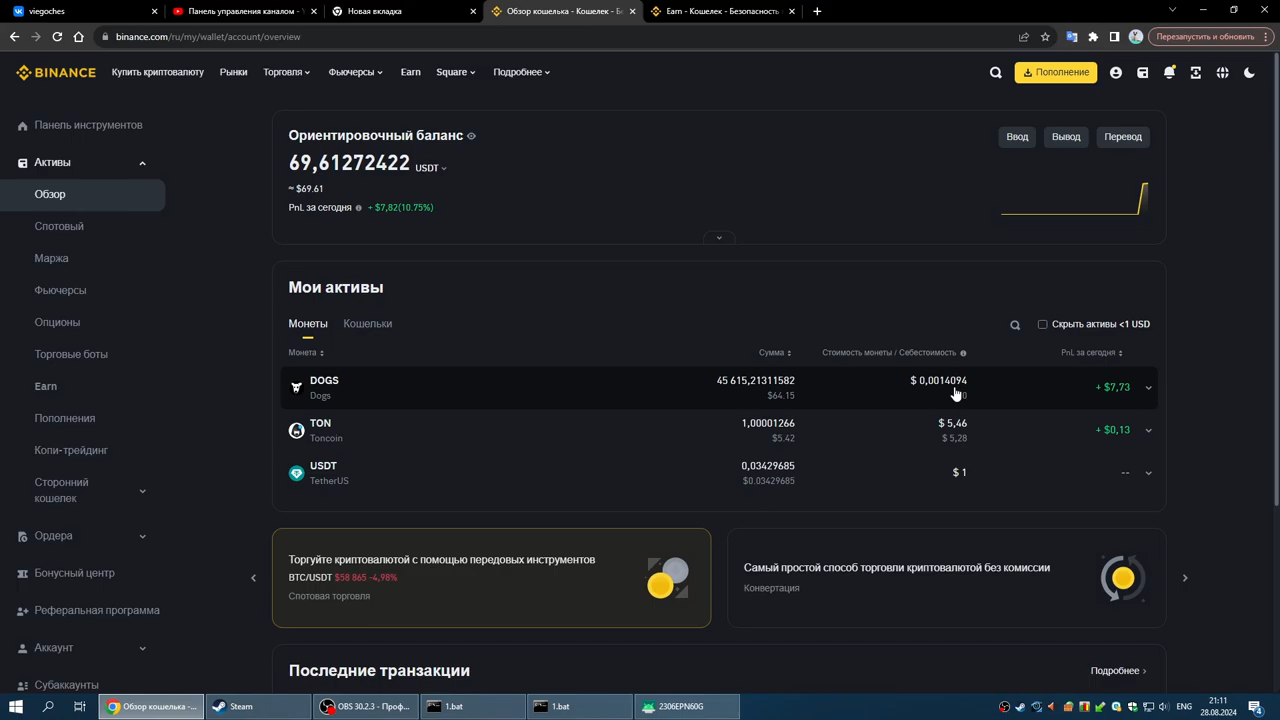 viegoches
Панель управления каналом - Y
Новая вкладка
Обзор кошелька - Кошелек - Бе
Earn - Кошелек - Безопасность
binance.com/ru/my/wallet/account/overview
Перезапустить и обновить
BINANCE
Купить криптовалюту
Рынки
Торговля
Фьючерсы
Earn
Square
Подробнее
Пополнение
Панель инструментов
Активы
Обзор
Спотовый
Маржа
Фьючерсы
Опционы
Торговые боты
Earn
Пополнения
Копи-трейдинг
Сторонний
кошелек
Ордера
Бонусный центр
Реферальная программа
Аккаунт
Субаккаунты
Ориентировочный баланс
69,61272422 USDT
≈ $69.61
PnL за сегодня + $7,82(10.75%)
Ввод
Вывод
Перевод
Мои активы
Монеты
Кошельки
Скрыть активы <1 USD
Монета
Сумма
Стоимость монеты / Себестоимость
PnL за сегодня
DOGS
45 615,21311582
$ 0,0014094
+ $7,73
Dogs
$64.15
TON
1,00001266
$ 5,46
+ $0,13
Toncoin
$5.42
$ 5,28
USDT
0,03429685
$ 1
--
TetherUS
$0.03429685
Торгуйте криптовалютой с помощью передовых инструментов
BTC/USDT $58 865 -4,98%
Спотовая торговля
Самый простой способ торговли криптовалютой без комиссии
Конвертация
Последние транзакции
Подробнее
Обзор кошелька -...
Steam
OBS 30.2.3 - Проф...
1.bat
1.bat
2306EPN60G
ENG
21:11
28.08.2024